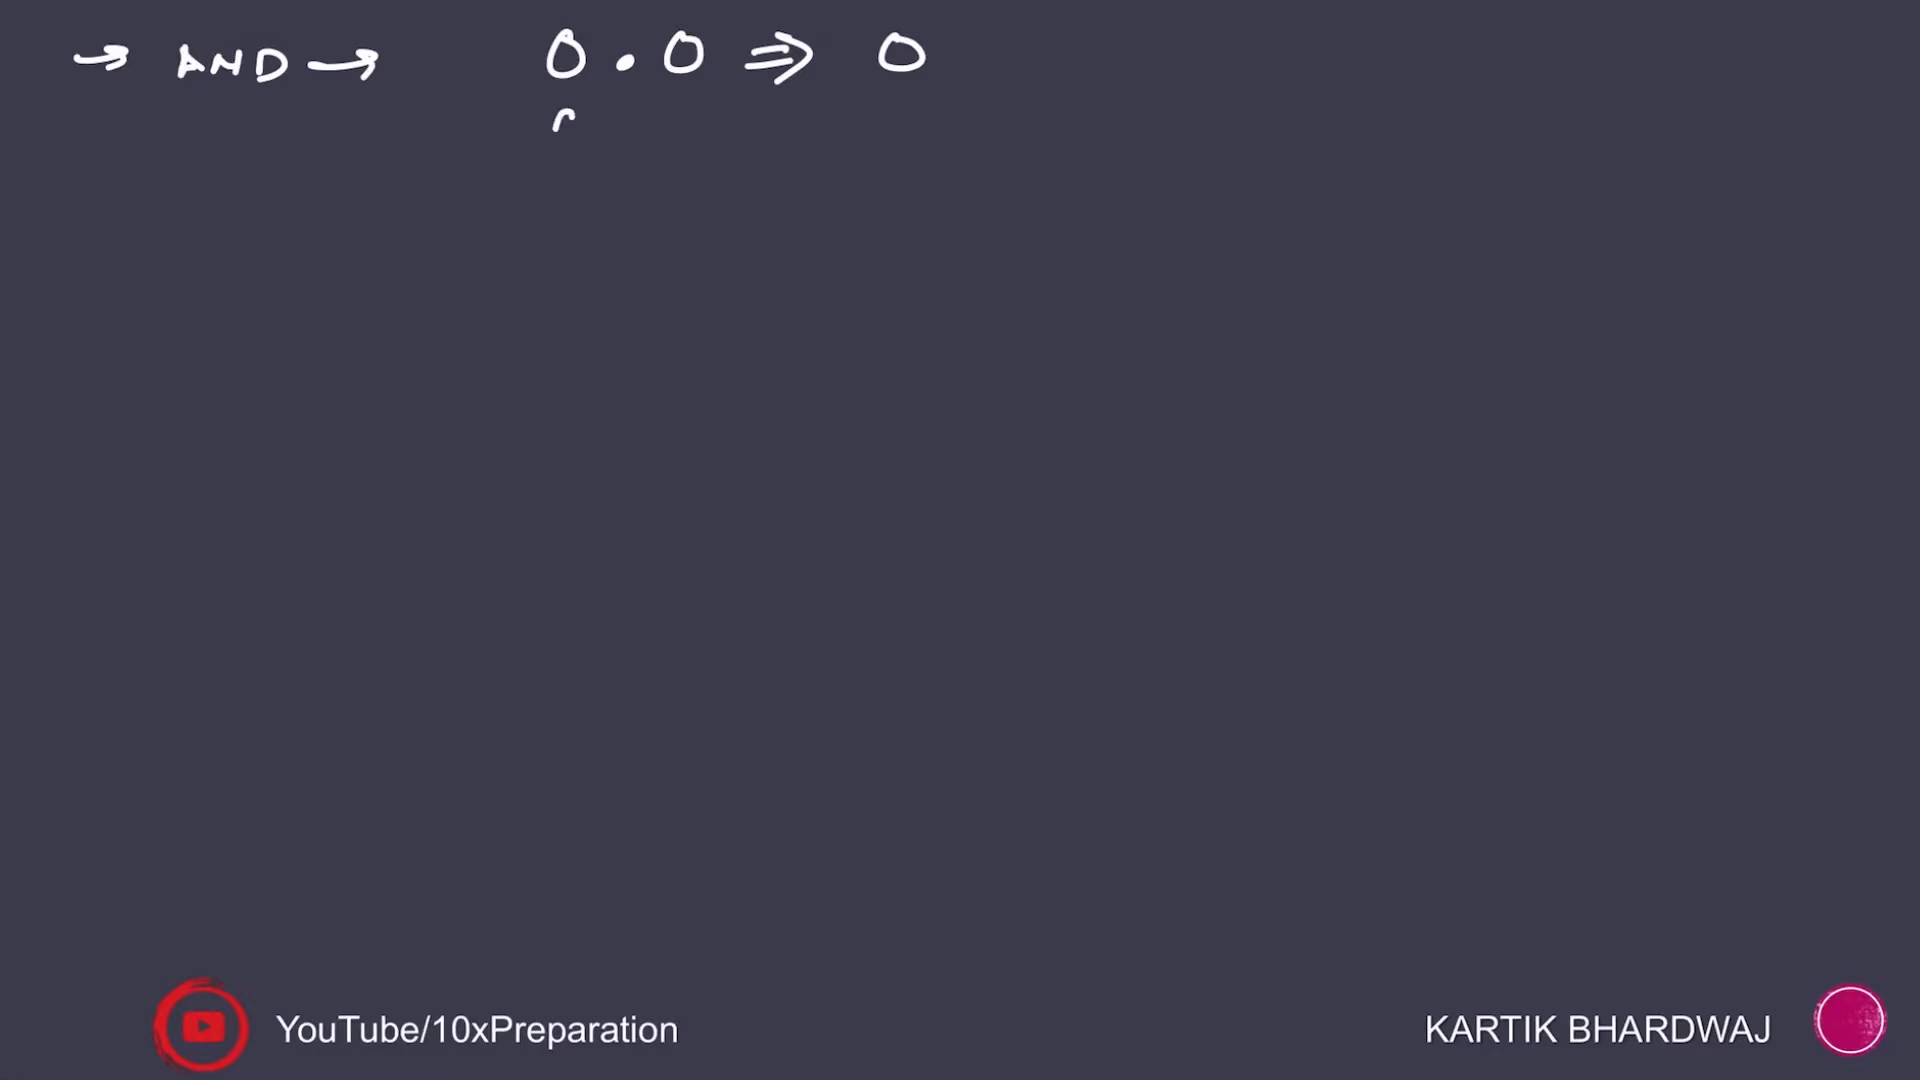 → AND → 0 . 0 ⇒ 0
YouTube/10xPreparation
KARTIK BHARDWAJ